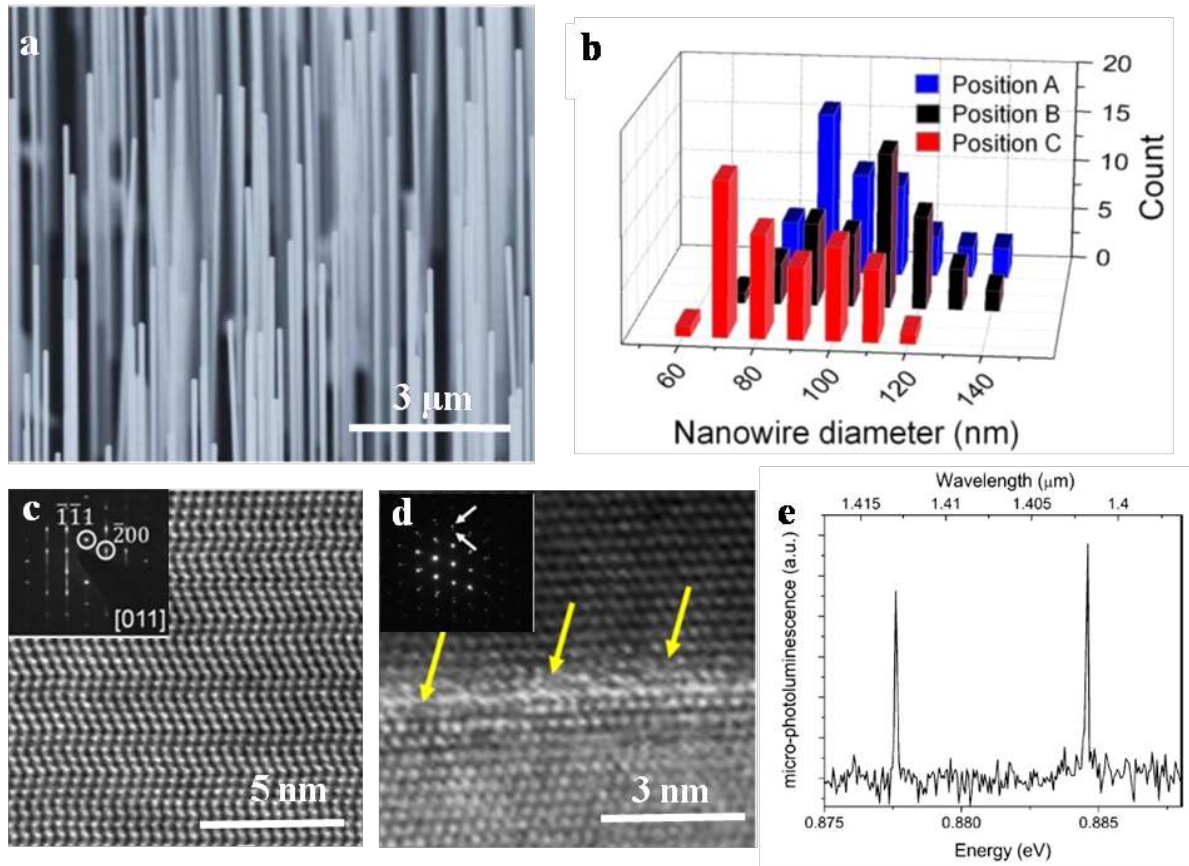 a
3 μm
b
Position A
Position B
Position C
20
15
10
5
0
Count
60
80
100
120
140
Nanowire diameter (nm)
c
1̅1̅1
2̅00
[011]
5 nm
d
3 nm
e
Wavelength (μm)
1.415
1.41
1.405
1.4
micro-photoluminescence (a.u.)
0.875
0.880
0.885
Energy (eV)